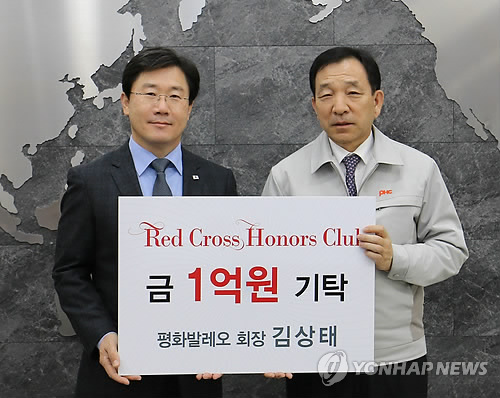 PHC
Red Cross Honors Club
금 1억원 기탁
평화발레오 회장 김상태
YONHAP NEWS